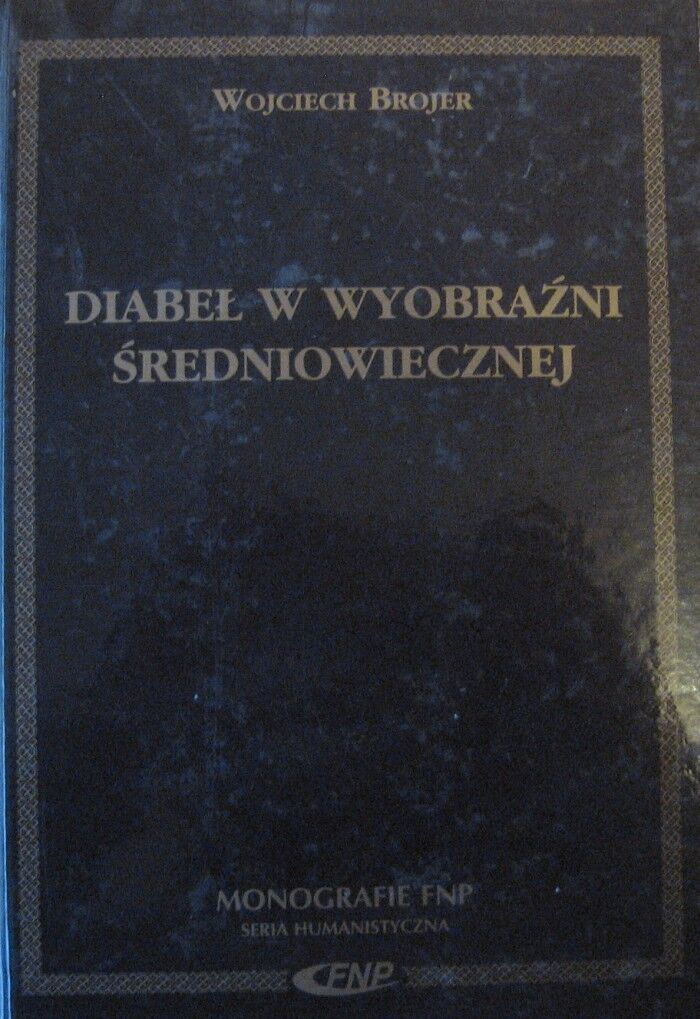 WOJCIECH BROJER
DIABEŁ W WYOBRAŹNI
ŚREDNIOWIECZNEJ
MONOGRAFIE FNP
SERIA HUMANISTYCZNA
FNP